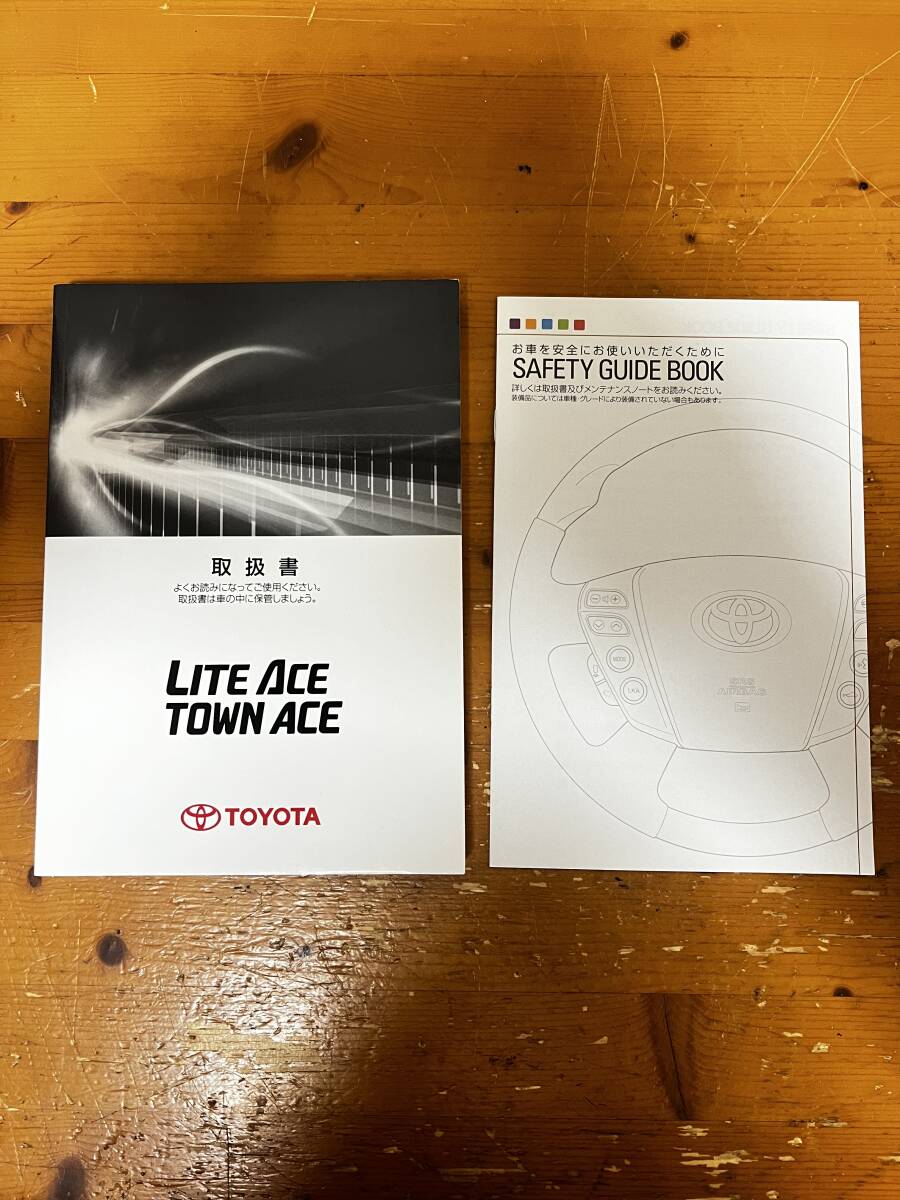 取扱書
よくお読みになってご使用ください。
取扱書は車の中に保管しましょう。
LITE ACE
TOWN ACE
TOYOTA
お車を安全にお使いいただくために
SAFETY GUIDE BOOK
詳しくは取扱書及びメンテナンスノートをお読みください。
装備品については車種・グレードにより装備されていない場合もあります。
MODE
LKA
SRS
AIRBAG